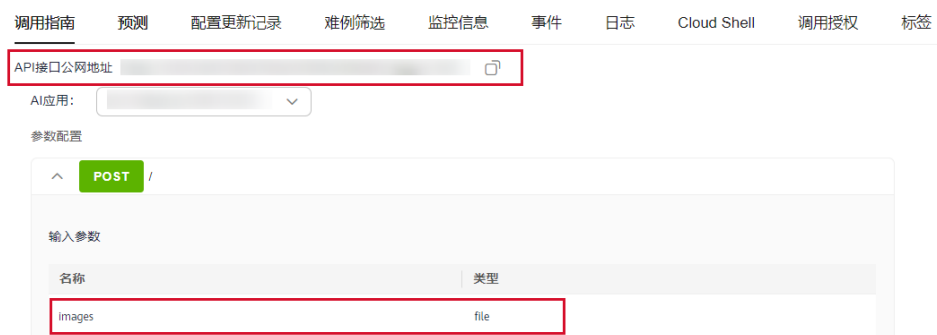 调用指南 预测 配置更新记录 难例筛选 监控信息 事件 日志 Cloud Shell 调用授权 标签
API接口公网地址
AI应用：
参数配置
POST /
输入参数
名称 类型
images file